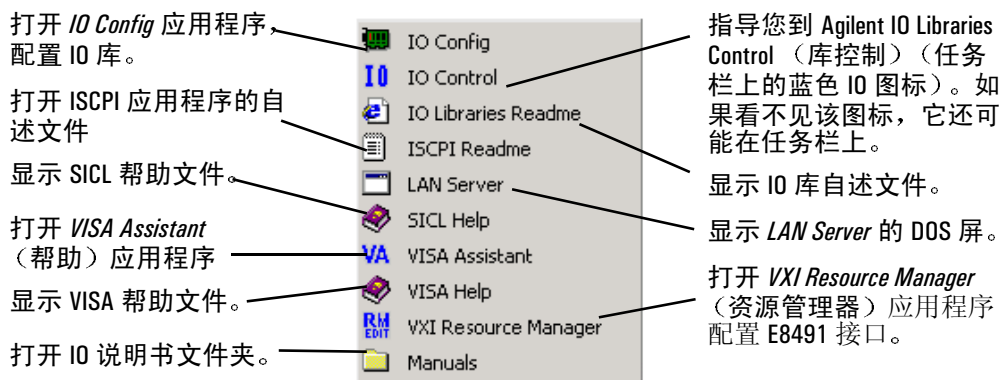 打开 IO Config 应用程序，
配置 IO 库。
打开 ISCPI 应用程序的自
述文件
显示 SICL 帮助文件。
打开 VISA Assistant
（帮助）应用程序
显示 VISA 帮助文件。
打开 IO 说明书文件夹。
IO Config
IO Control
IO Libraries Readme
ISCPI Readme
LAN Server
SICL Help
VA VISA Assistant
VISA Help
RM EDIT VXI Resource Manager
Manuals
指导您到 Agilent IO Libraries
Control （库控制）（任务
栏上的蓝色 IO 图标）。如
果看不见该图标，它还可
能在任务栏上。
显示 IO 库自述文件。
显示 LAN Server 的 DOS 屏。
打开 VXI Resource Manager
（资源管理器）应用程序
配置 E8491 接口。